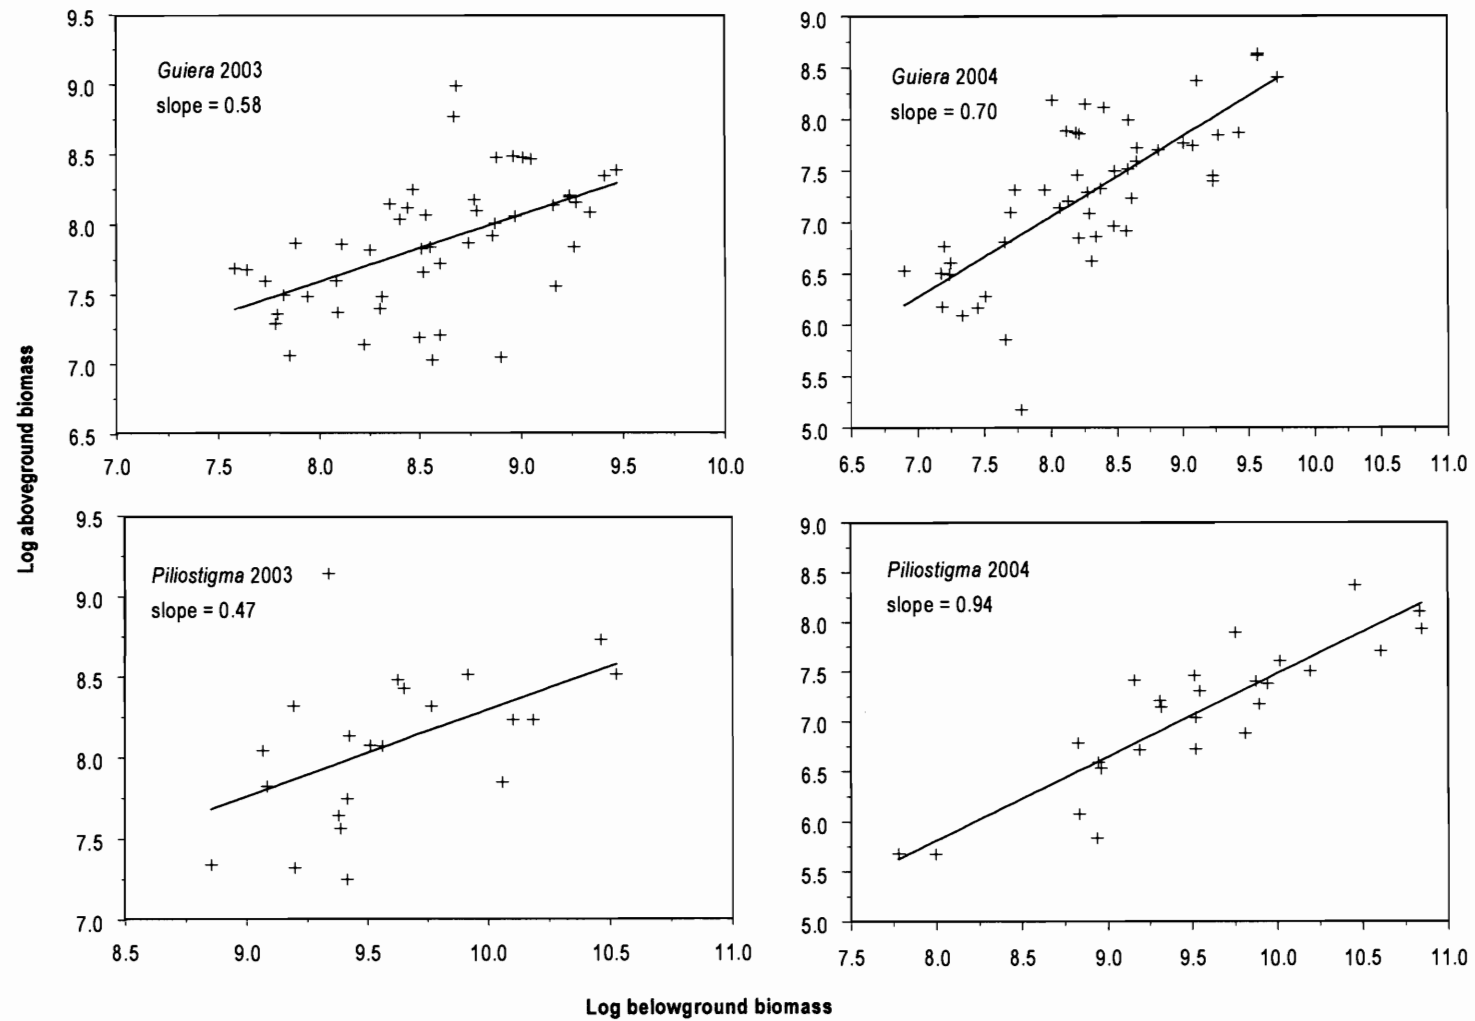 Log aboveground biomass
9.5
9.0
8.5
8.0
7.5
7.0
6.5
Guiera 2003
slope = 0.58
7.0 7.5 8.0 8.5 9.0 9.5 10.0
9.0
8.5
8.0
7.5
7.0
6.5
6.0
5.5
5.0
Guiera 2004
slope = 0.70
6.5 7.0 7.5 8.0 8.5 9.0 9.5 10.0 10.5 11.0
9.5
9.0
8.5
8.0
7.5
7.0
Piliostigma 2003
slope = 0.47
8.5 9.0 9.5 10.0 10.5 11.0
9.0
8.5
8.0
7.5
7.0
6.5
6.0
5.5
5.0
Piliostigma 2004
slope = 0.94
7.5 8.0 8.5 9.0 9.5 10.0 10.5 11.0
Log belowground biomass